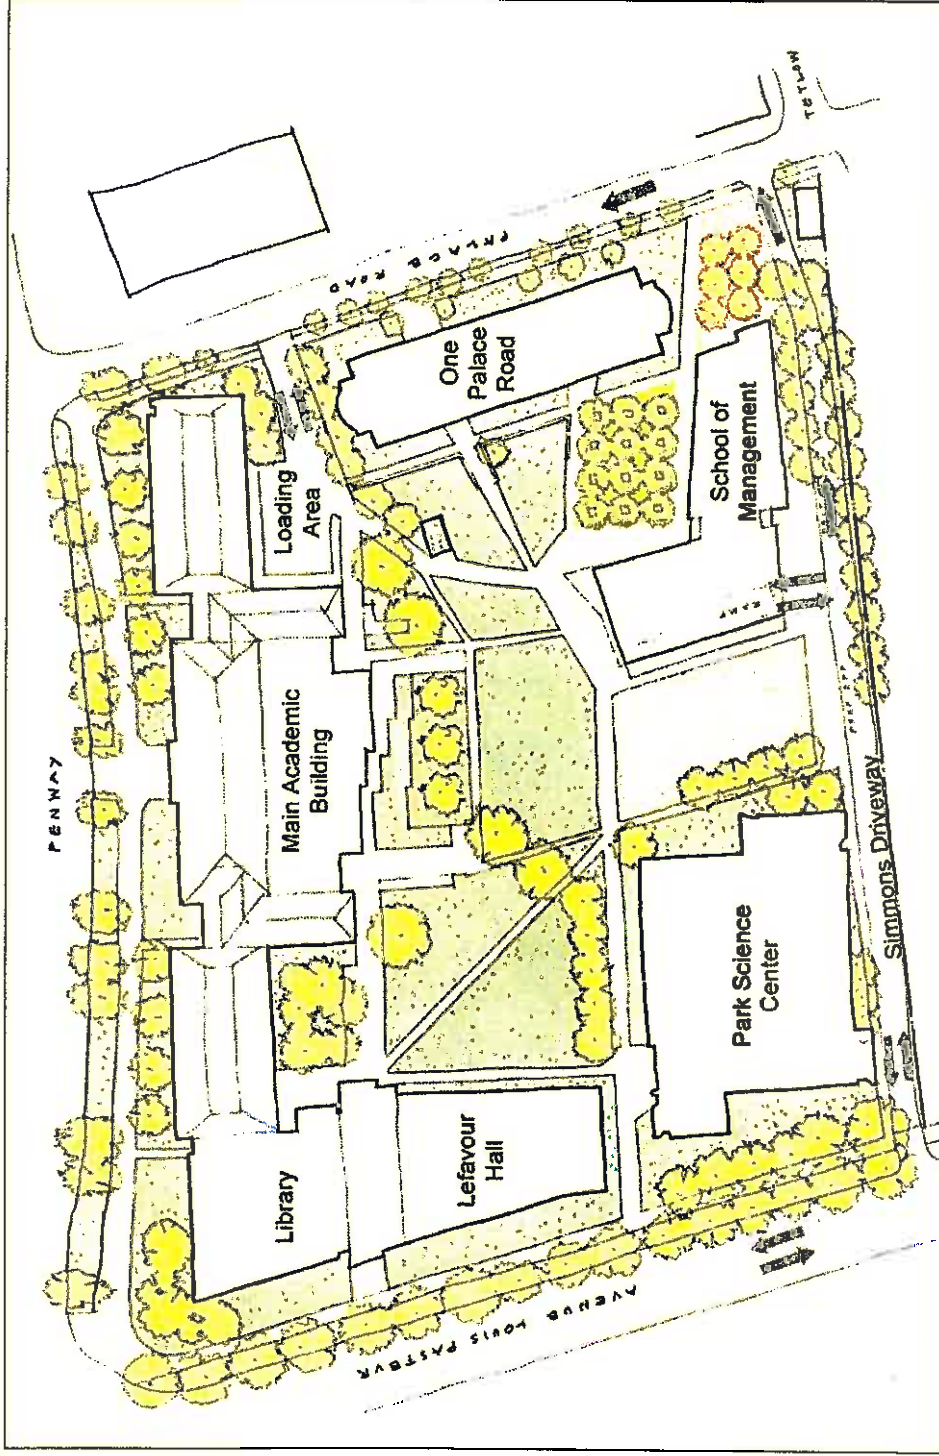 FENWAY
Library
Lefavour
Hall
Main Academic
Building
Loading
Area
One
Palace
Road
PALACE ROAD
TETLOW
School of
Management
RAMP
Park Science
Center
Simmons Driveway
AVENUE LOUIS PASTEUR